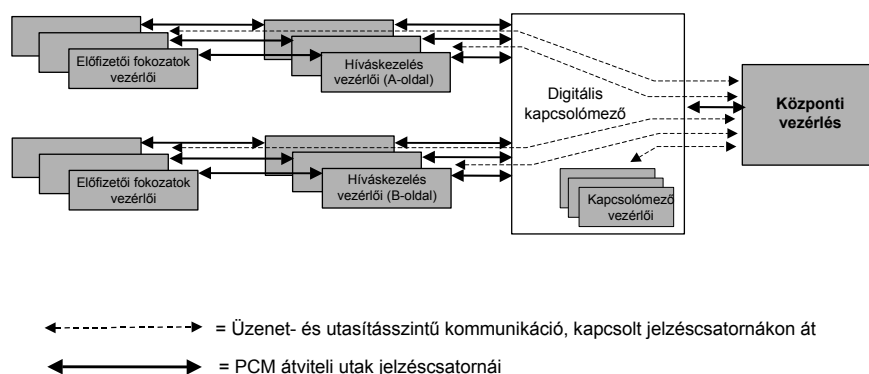 Előfizetői fokozatok
vezérlői
Híváskezelés
vezérlői (A-oldal)
Digitális
kapcsolómező
Központi
vezérlés
Előfizetői fokozatok
vezérlői
Híváskezelés
vezérlői (B-oldal)
Kapcsolómező
vezérlői
= Üzenet- és utasításszintű kommunikáció, kapcsolt jelzéscsatornákon át
= PCM átviteli utak jelzéscsatornái